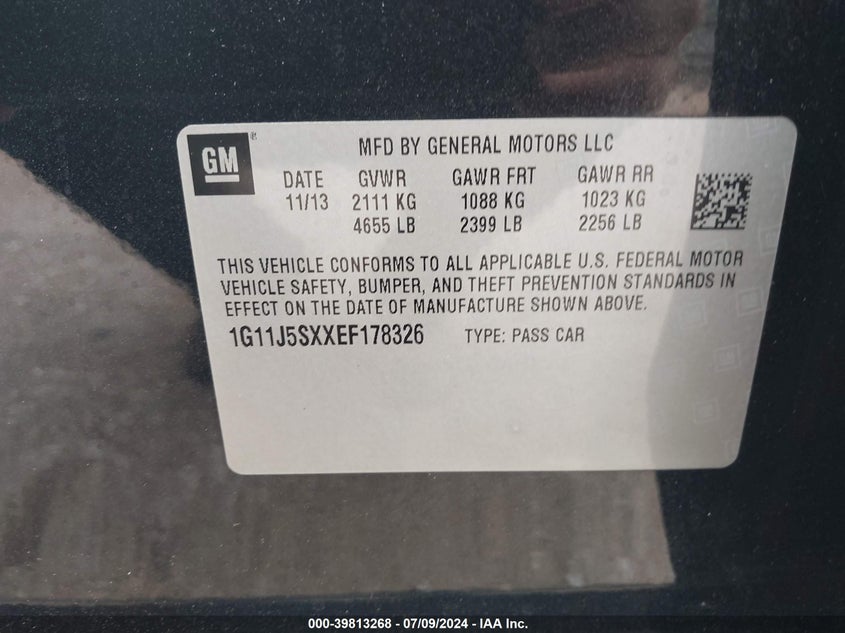 GM®
MFD BY GENERAL MOTORS LLC
DATE GVWR GAWR FRT GAWR RR
11/13 2111 KG 1088 KG 1023 KG
4655 LB 2399 LB 2256 LB
THIS VEHICLE CONFORMS TO ALL APPLICABLE U.S. FEDERAL MOTOR
VEHICLE SAFETY, BUMPER, AND THEFT PREVENTION STANDARDS IN
EFFECT ON THE DATE OF MANUFACTURE SHOWN ABOVE.
1G11J5SXXEF178326 TYPE: PASS CAR
000-39813268 - 07/09/2024 - IAA Inc.